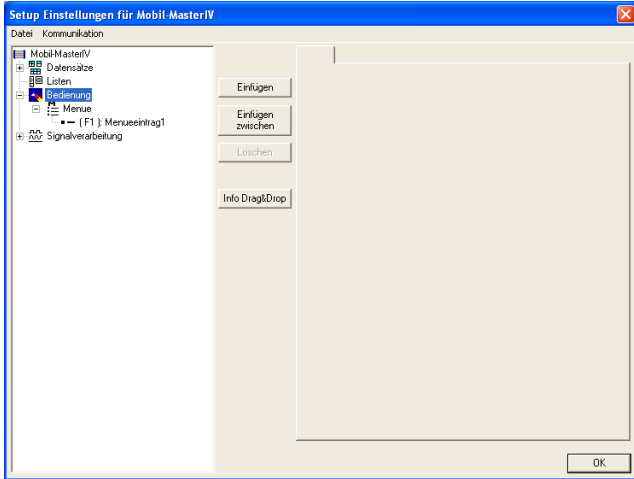 Setup Einstellungen für Mobil-MasterIV
Datei Kommunikation
Mobil-MasterIV
Datensätze
Listen
Bedienung
Menue
( F1 ): Menueeintrag1
Signalverarbeitung
Einfügen
Einfügen
zwischen
Löschen
Info Drag&Drop
OK